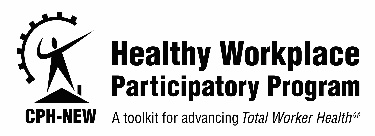 Healthy Workplace
Participatory Program
CPH-NEW
A toolkit for advancing Total Worker Health℠